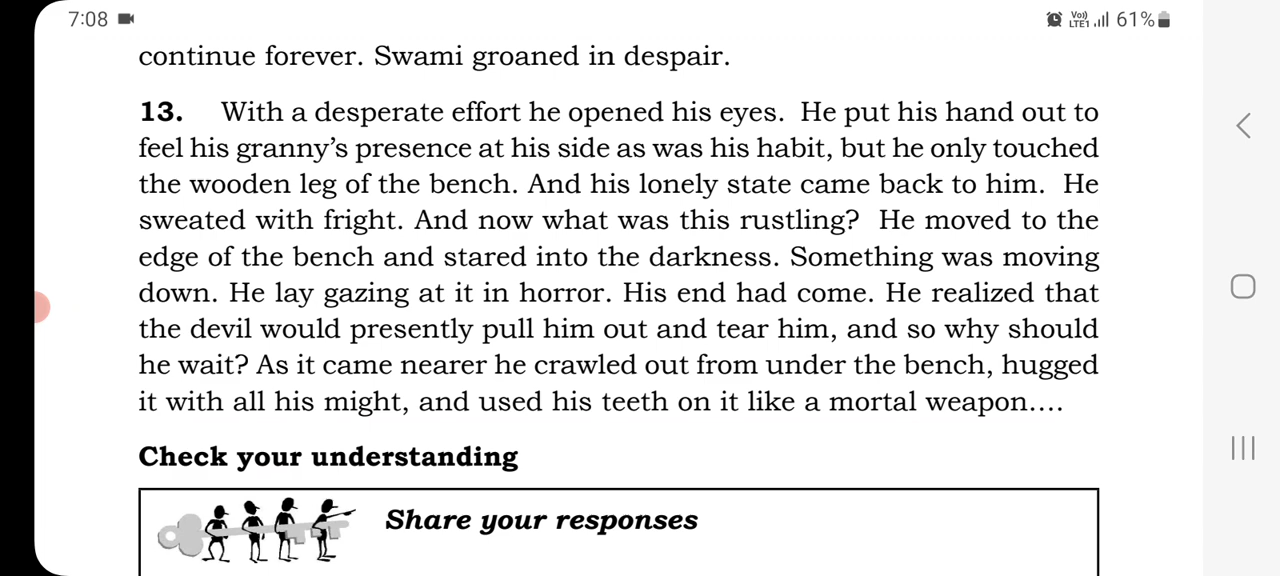 7:08 Vo) LTE1 61%
continue forever. Swami groaned in despair.
13. With a desperate effort he opened his eyes. He put his hand out to
feel his granny's presence at his side as was his habit, but he only touched
the wooden leg of the bench. And his lonely state came back to him. He
sweated with fright. And now what was this rustling? He moved to the
edge of the bench and stared into the darkness. Something was moving
down. He lay gazing at it in horror. His end had come. He realized that
the devil would presently pull him out and tear him, and so why should
he wait? As it came nearer he crawled out from under the bench, hugged
it with all his might, and used his teeth on it like a mortal weapon....
Check your understanding
Share your responses